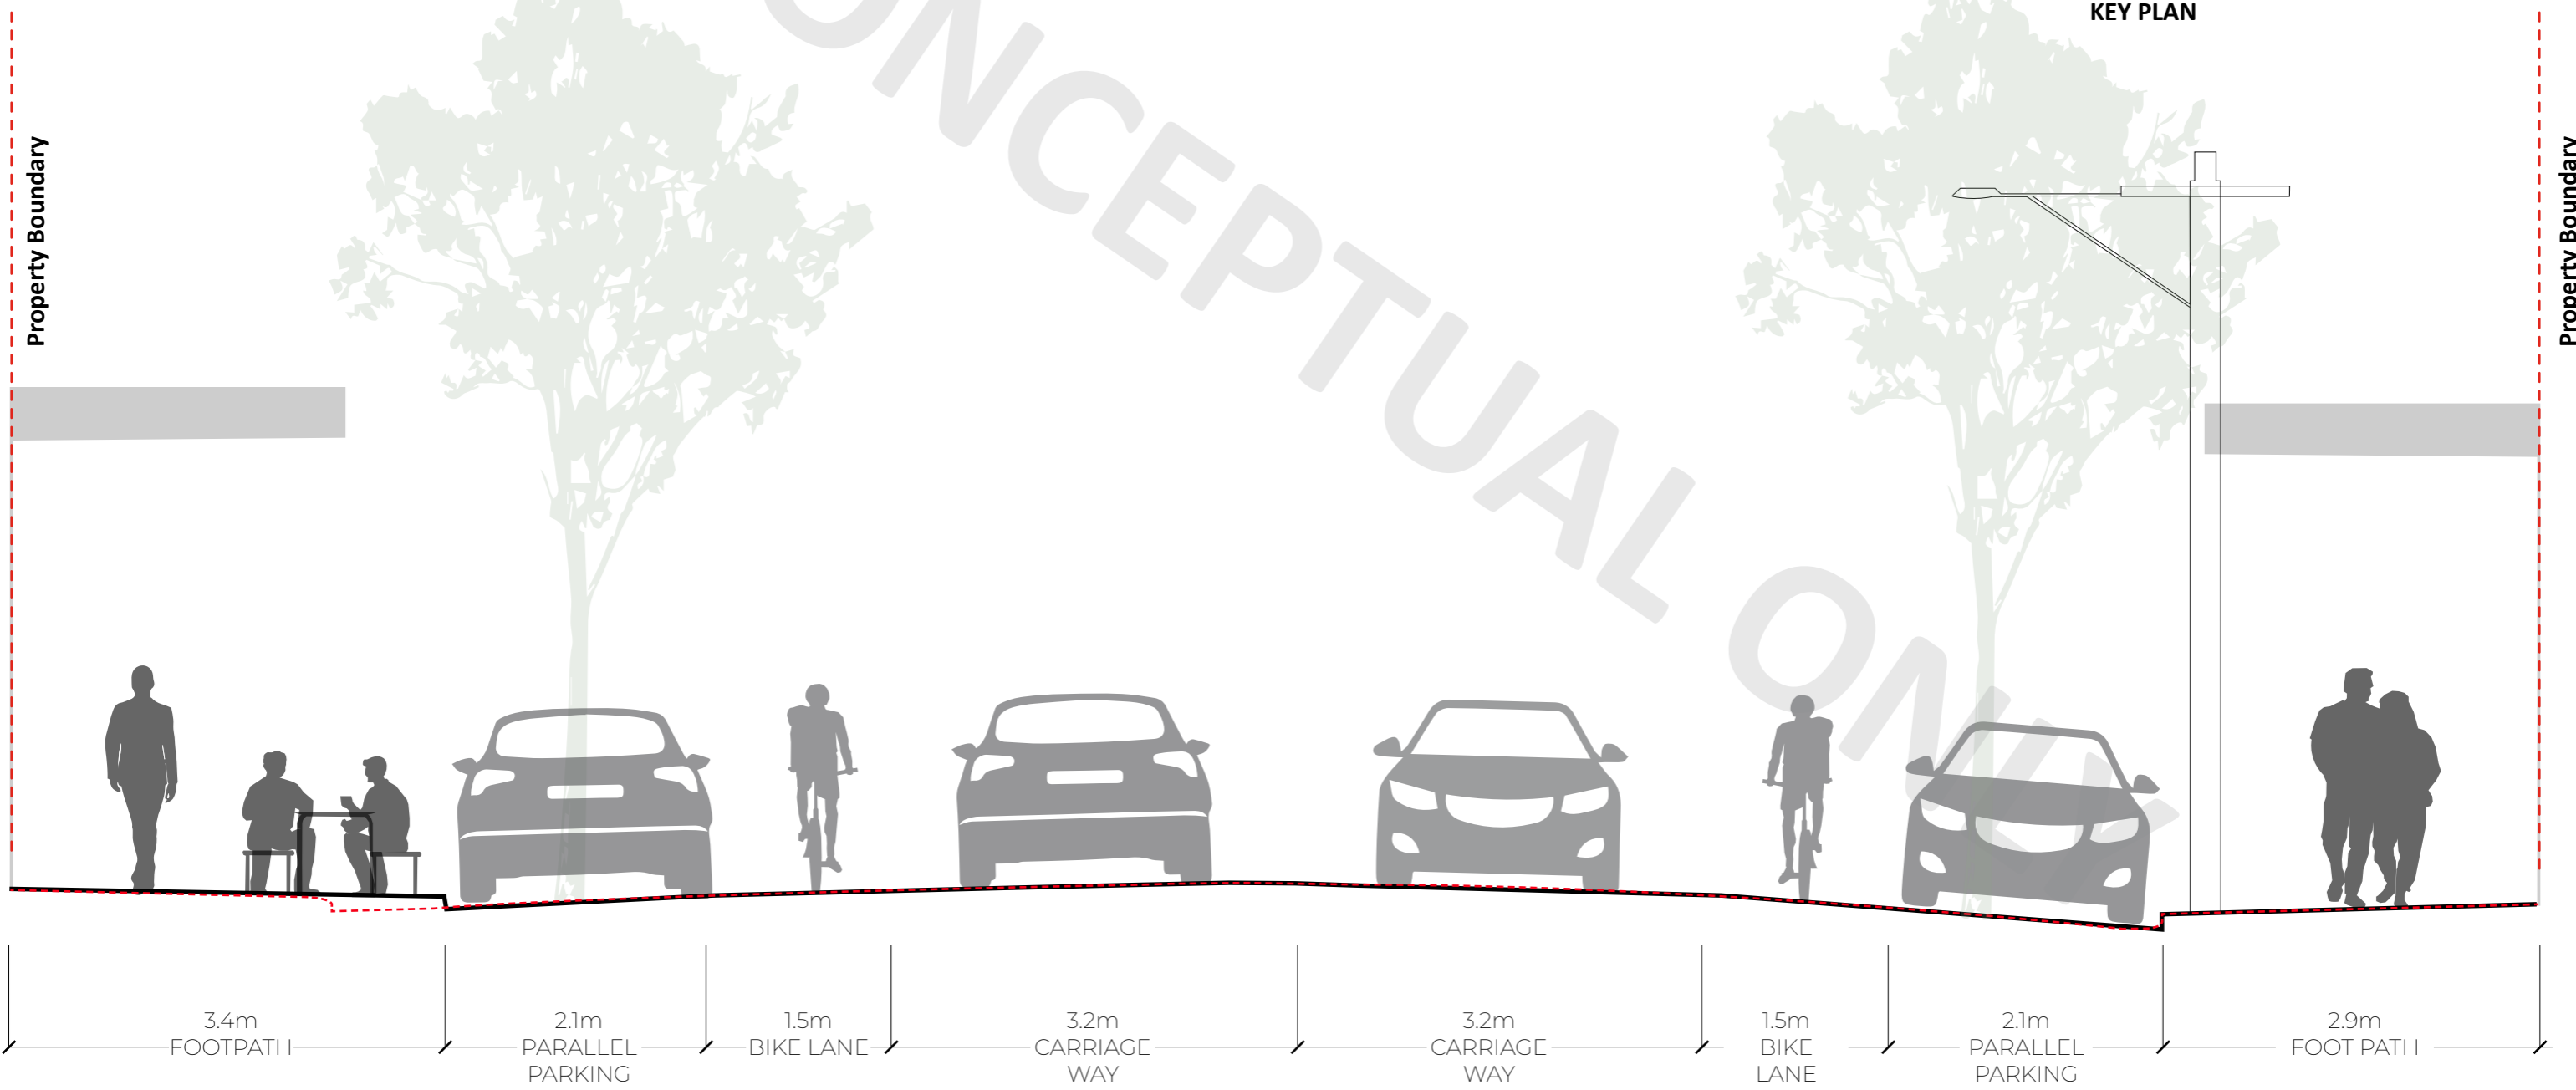 KEY PLAN
Property Boundary
Property Boundary
ONCEPTUAL ONLY
3.4m
FOOTPATH
2.1m
PARALLEL
PARKING
1.5m
BIKE LANE
3.2m
CARRIAGE
WAY
3.2m
CARRIAGE
WAY
1.5m
BIKE
LANE
2.1m
PARALLEL
PARKING
2.9m
FOOT PATH